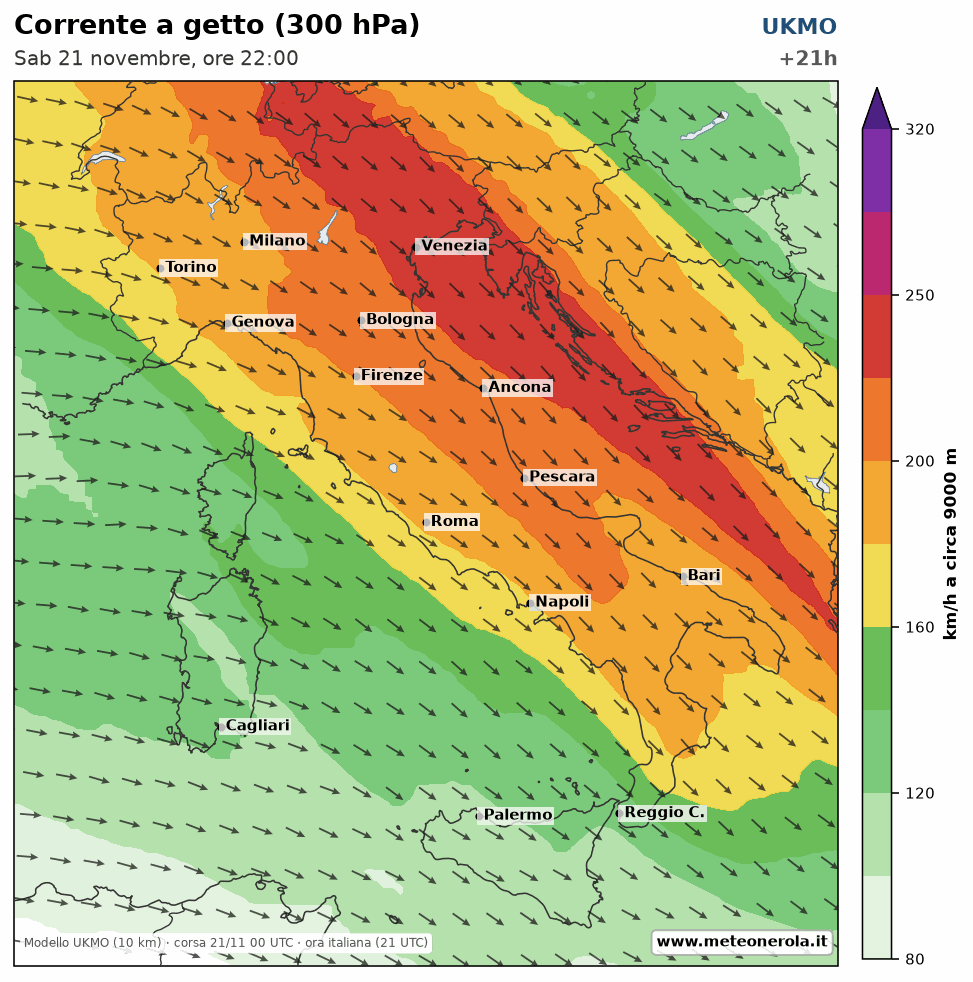 Corrente a getto (300 hPa)
UKMO
Sab 21 novembre, ore 22:00
+21h
320
Milano
Venezia
Torino
250
Genova
Bologna
Firenze
Ancona
200
Pescara
Roma
km/h a circa 9000 m
Bari
Napoli
160
Cagliari
120
Palermo
Reggio C.
Modello UKMO (10 km) · corsa 21/11 00 UTC · ora italiana (21 UTC)
www.meteonerola.it
80